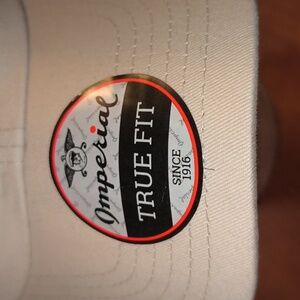 Imperial
TRUE FIT
SINCE
1916